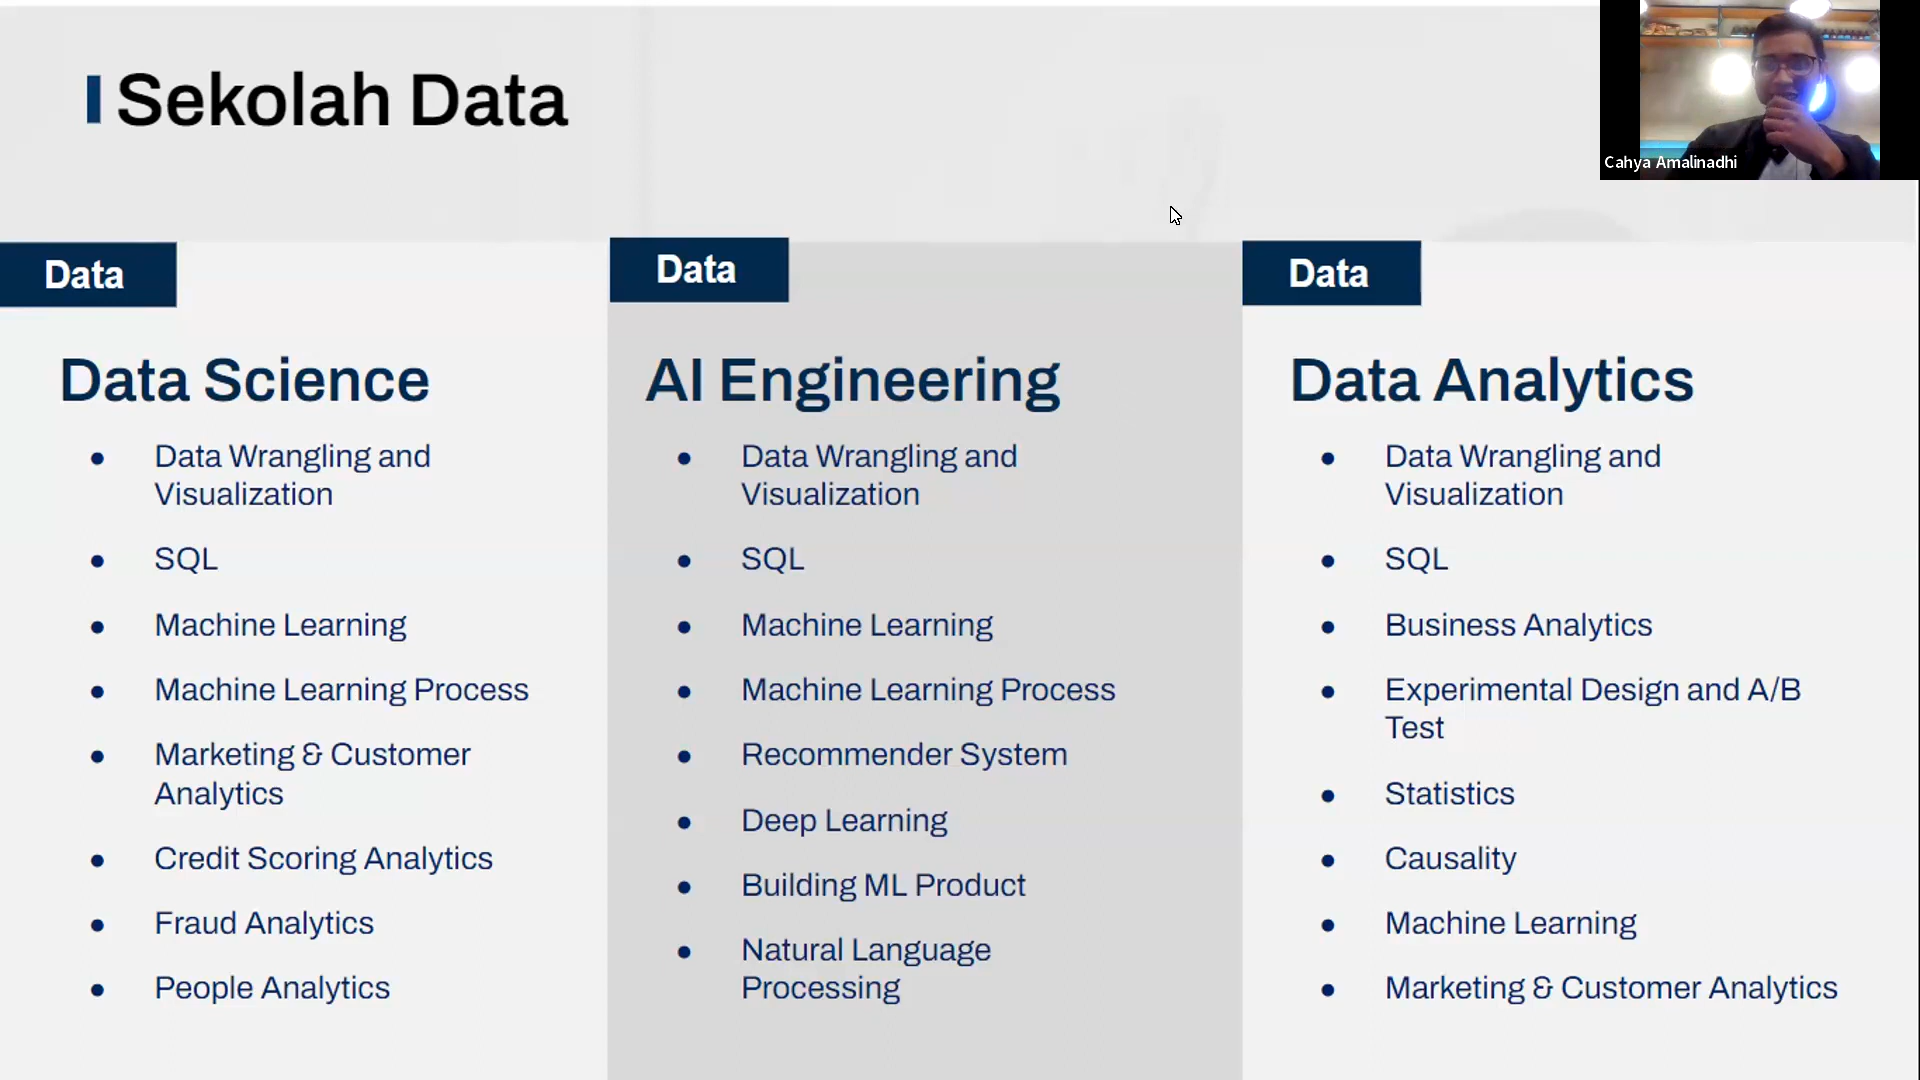 Sekolah Data
Cahya Amalinadhi
Data
Data Science
Data Wrangling and
Visualization
SQL
Machine Learning
Machine Learning Process
Marketing & Customer
Analytics
Credit Scoring Analytics
Fraud Analytics
People Analytics
Data
AI Engineering
Data Wrangling and
Visualization
SQL
Machine Learning
Machine Learning Process
Recommender System
Deep Learning
Building ML Product
Natural Language
Processing
Data
Data Analytics
Data Wrangling and
Visualization
SQL
Business Analytics
Experimental Design and A/B
Test
Statistics
Causality
Machine Learning
Marketing & Customer Analytics